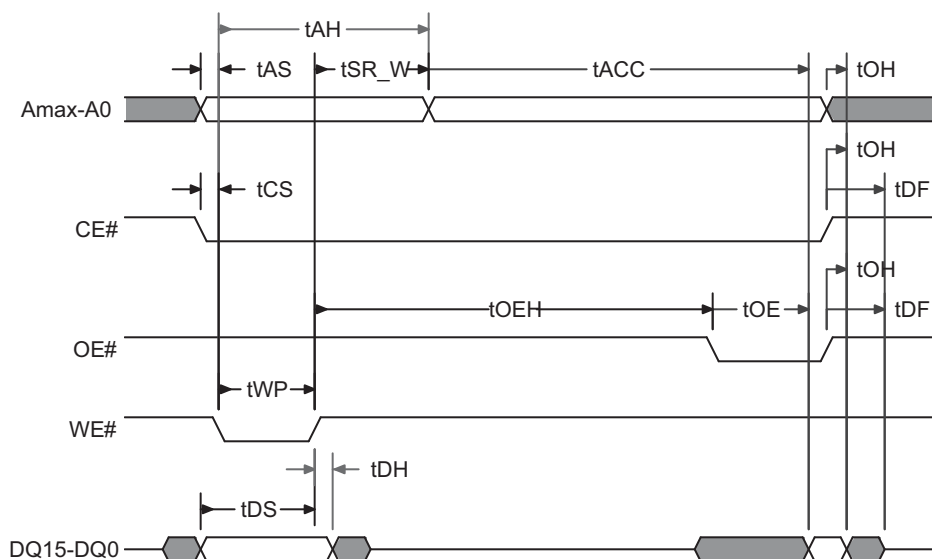 tAH
tAS tSR_W tACC tOH
Amax-A0
tOH
tCS tDF
CE#
tOH
tOEH tOE tDF
OE#
tWP
WE#
tDH
tDS
DQ15-DQ0